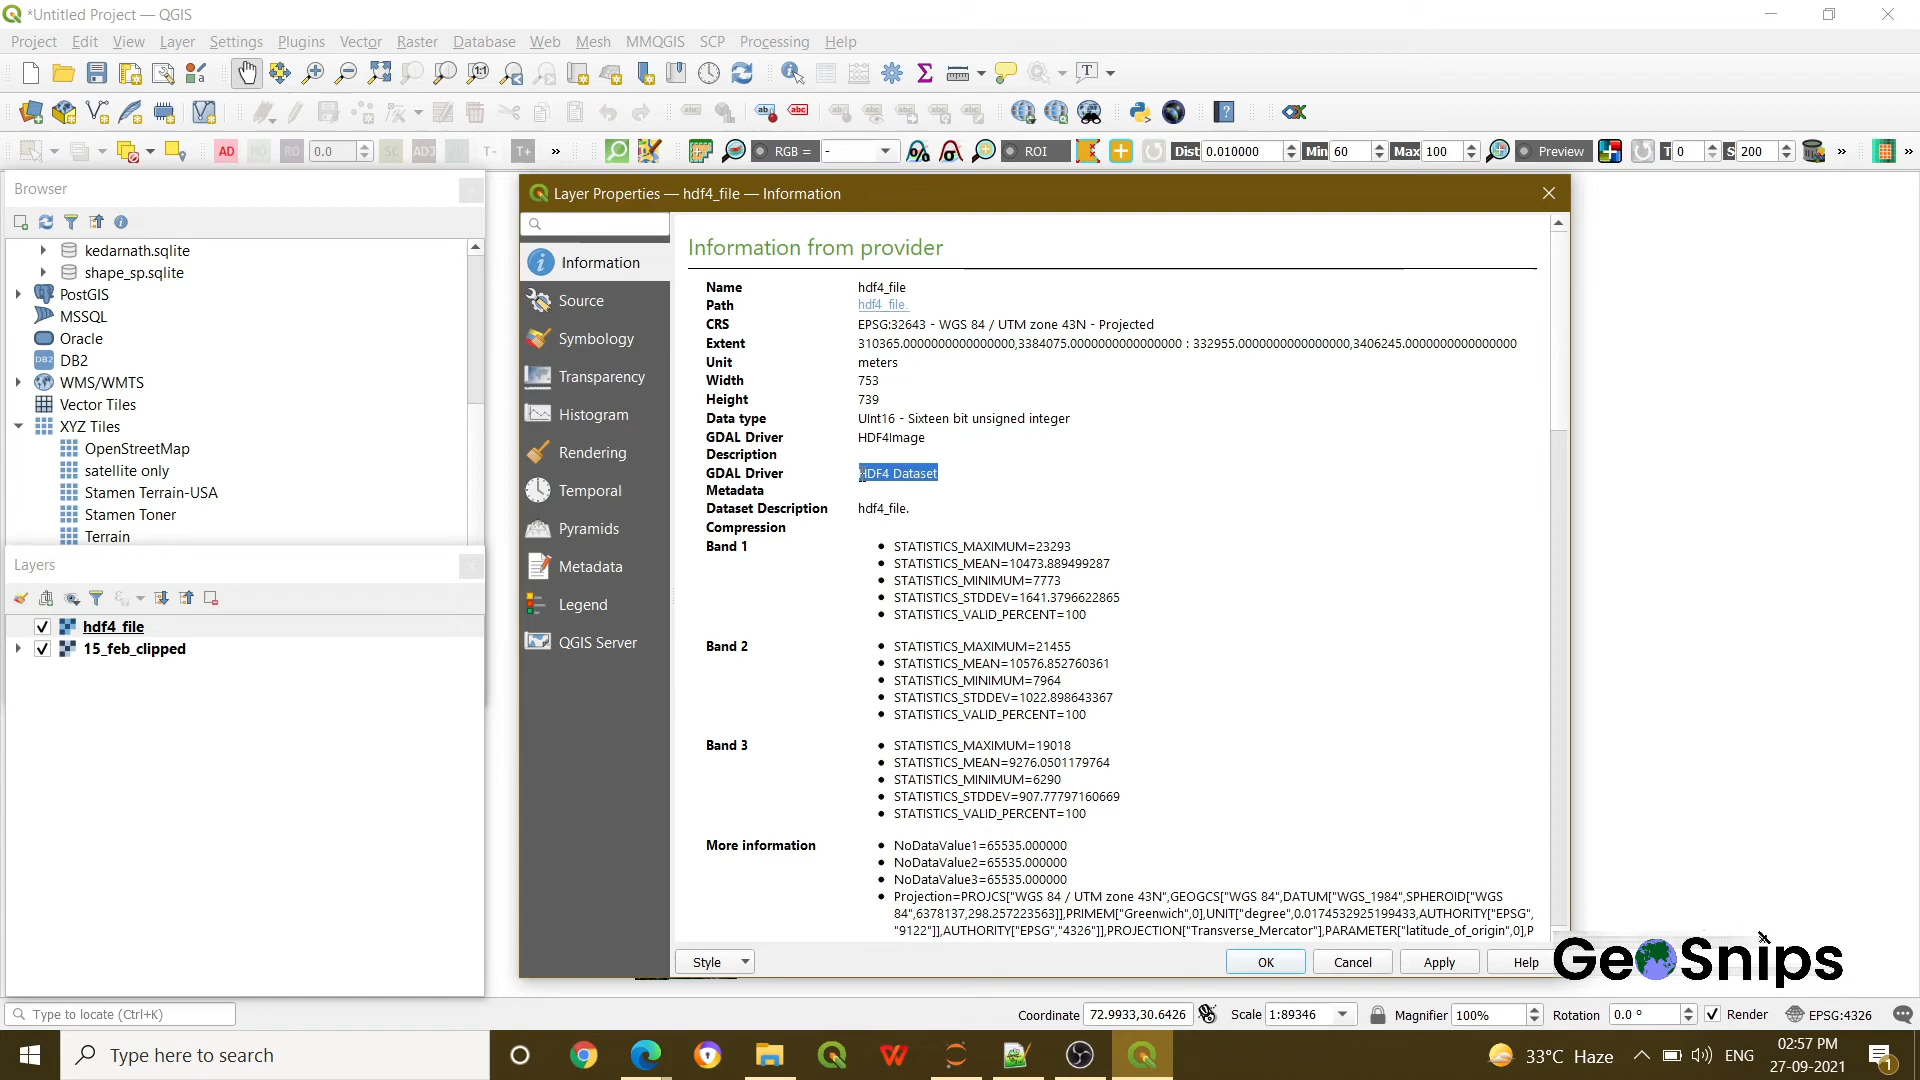 *Untitled Project — QGIS
Project Edit View Layer Settings Plugins Vector Raster Database Web Mesh MMQGIS SCP Processing Help
AD NO RO 0.0 SC ADJ T- T+ » RGB = - ROI Dist 0.010000 Min 60 Max 100 Preview T 0 S 200 » »
Browser
kedarnath.sqlite
shape_sp.sqlite
PostGIS
MSSQL
Oracle
DB2
WMS/WMTS
Vector Tiles
XYZ Tiles
OpenStreetMap
satellite only
Stamen Terrain-USA
Stamen Toner
Terrain
Layers
hdf4_file
15_feb_clipped
Layer Properties — hdf4_file — Information
Information
Source
Symbology
Transparency
Histogram
Rendering
Temporal
Pyramids
Metadata
Legend
QGIS Server
Information from provider
Name hdf4_file
Path hdf4_file.
CRS EPSG:32643 - WGS 84 / UTM zone 43N - Projected
Extent 310365.0000000000000000,3384075.0000000000000000 : 332955.0000000000000000,3406245.0000000000000000
Unit meters
Width 753
Height 739
Data type UInt16 - Sixteen bit unsigned integer
GDAL Driver HDF4Image
Description
GDAL Driver HDF4 Dataset
Metadata
Dataset Description hdf4_file.
Compression
Band 1
• STATISTICS_MAXIMUM=23293
• STATISTICS_MEAN=10473.889499287
• STATISTICS_MINIMUM=7773
• STATISTICS_STDDEV=1641.3796622865
• STATISTICS_VALID_PERCENT=100
Band 2
• STATISTICS_MAXIMUM=21455
• STATISTICS_MEAN=10576.852760361
• STATISTICS_MINIMUM=7964
• STATISTICS_STDDEV=1022.898643367
• STATISTICS_VALID_PERCENT=100
Band 3
• STATISTICS_MAXIMUM=19018
• STATISTICS_MEAN=9276.0501179764
• STATISTICS_MINIMUM=6290
• STATISTICS_STDDEV=907.77797160669
• STATISTICS_VALID_PERCENT=100
More information
• NoDataValue1=65535.000000
• NoDataValue2=65535.000000
• NoDataValue3=65535.000000
• Projection=PROJCS["WGS 84 / UTM zone 43N",GEOGCS["WGS 84",DATUM["WGS_1984",SPHEROID["WGS
84",6378137,298.257223563]],PRIMEM["Greenwich",0],UNIT["degree",0.0174532925199433,AUTHORITY["EPSG",
"9122"]],AUTHORITY["EPSG","4326"]],PROJECTION["Transverse_Mercator"],PARAMETER["latitude_of_origin",0],P
Style OK Cancel Apply Help
GeoSnips
Type to locate (Ctrl+K) Coordinate 72.9933,30.6426 Scale 1:89346 Magnifier 100% Rotation 0.0 ° Render EPSG:4326
Type here to search 33°C Haze ENG 02:57 PM
27-09-2021
1